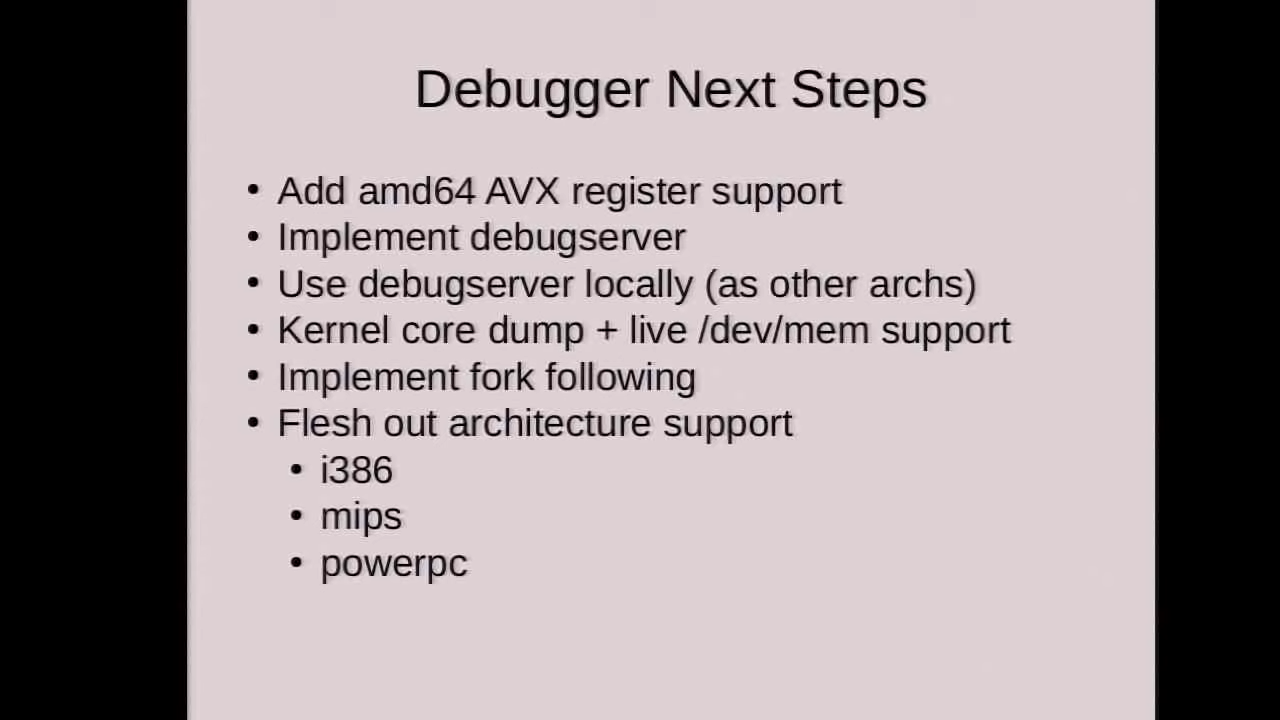 Debugger Next Steps
• Add amd64 AVX register support
• Implement debugserver
• Use debugserver locally (as other archs)
• Kernel core dump + live /dev/mem support
• Implement fork following
• Flesh out architecture support
• i386
• mips
• powerpc